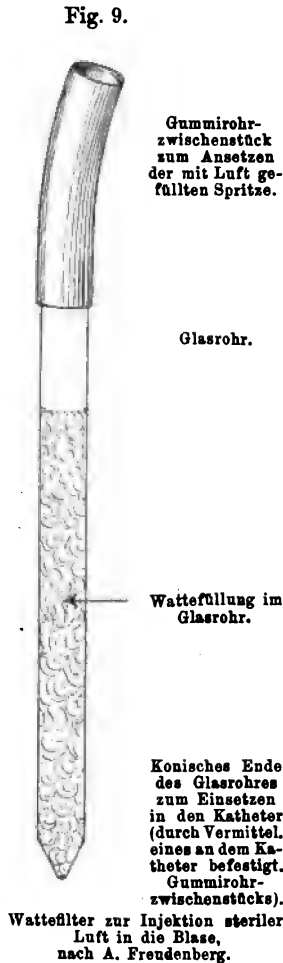 Fig. 9.
Gummirohr-
zwischenstück
zum Ansetzen
der mit Luft ge-
füllten Spritze.
Glasrohr.
Wattefüllung im
Glasrohr.
Konisches Ende
des Glasrohres
zum Einsetzen
in den Katheter
(durch Vermittel.
eines an dem Ka-
theter befestigt.
Gummirohr-
zwischenstücks).
Wattefilter zur Injektion steriler
Luft in die Blase,
nach A. Freudenberg.